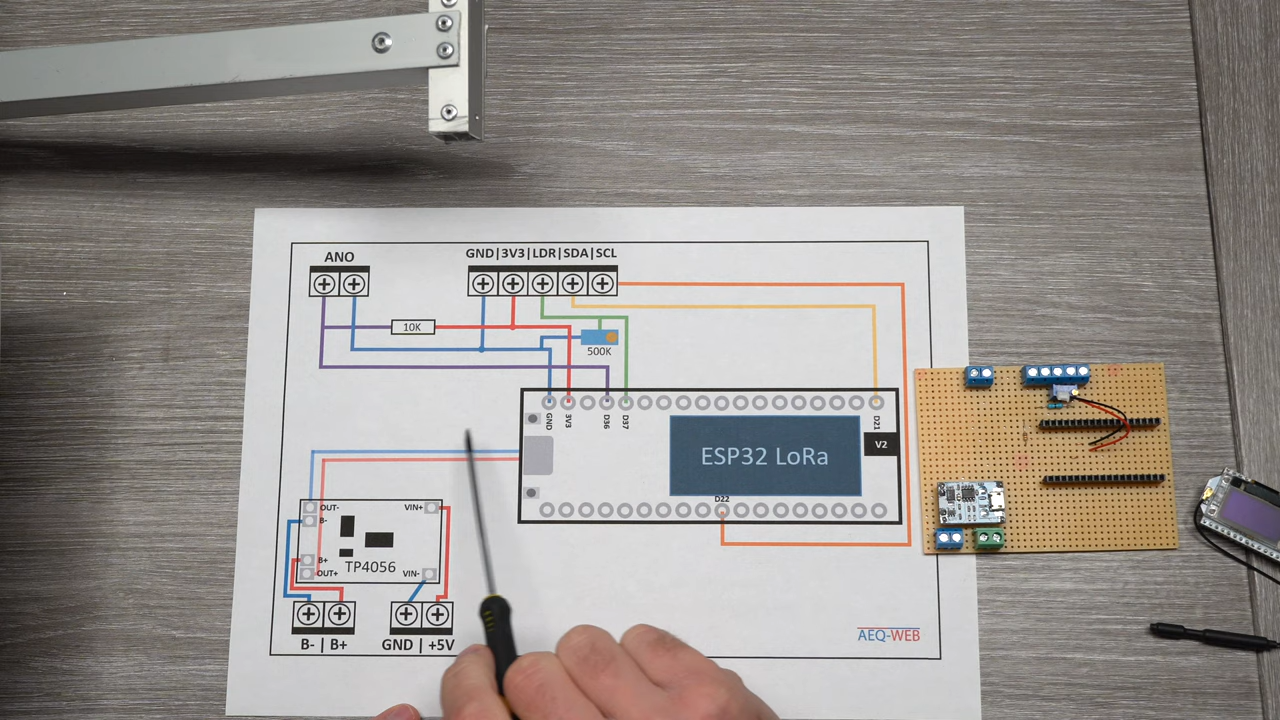 ANO
GND|3V3|LDR|SDA|SCL
10K
500K
GND
3V3
D36
D37
D21
V2
ESP32 LoRa
D22
OUT-
B-
VIN+
B+
OUT+
TP4056
VIN-
B- | B+
GND | +5V
AEQ-WEB